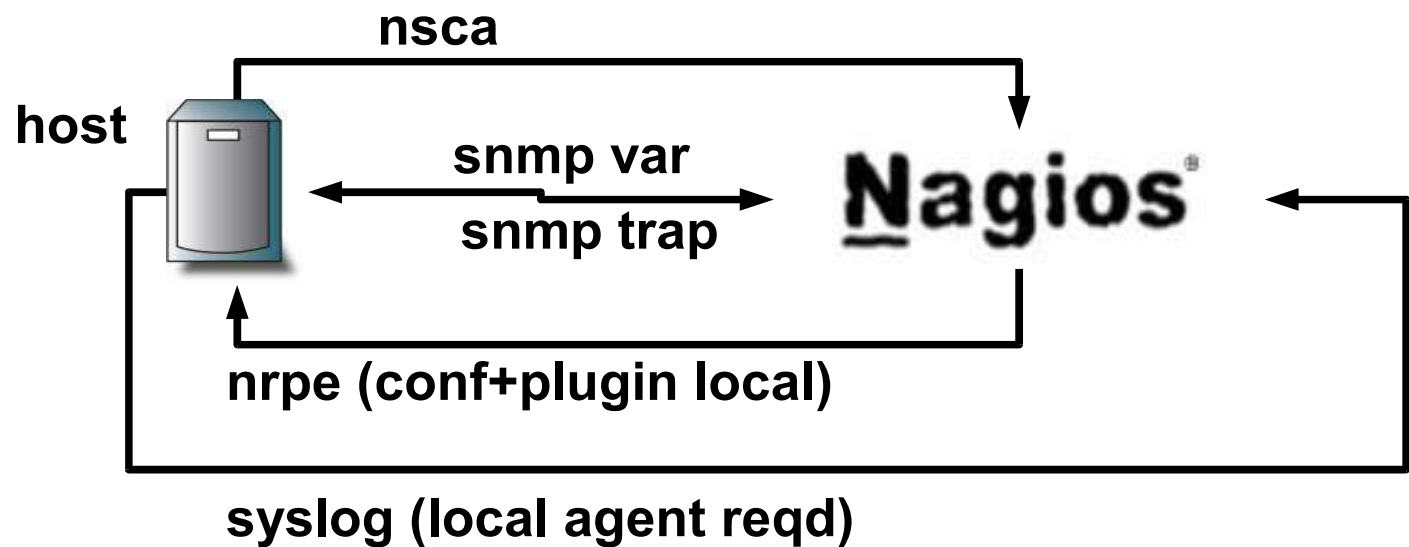 nsca
host
snmp var
Nagios®
snmp trap
nrpe (conf+plugin local)
syslog (local agent reqd)